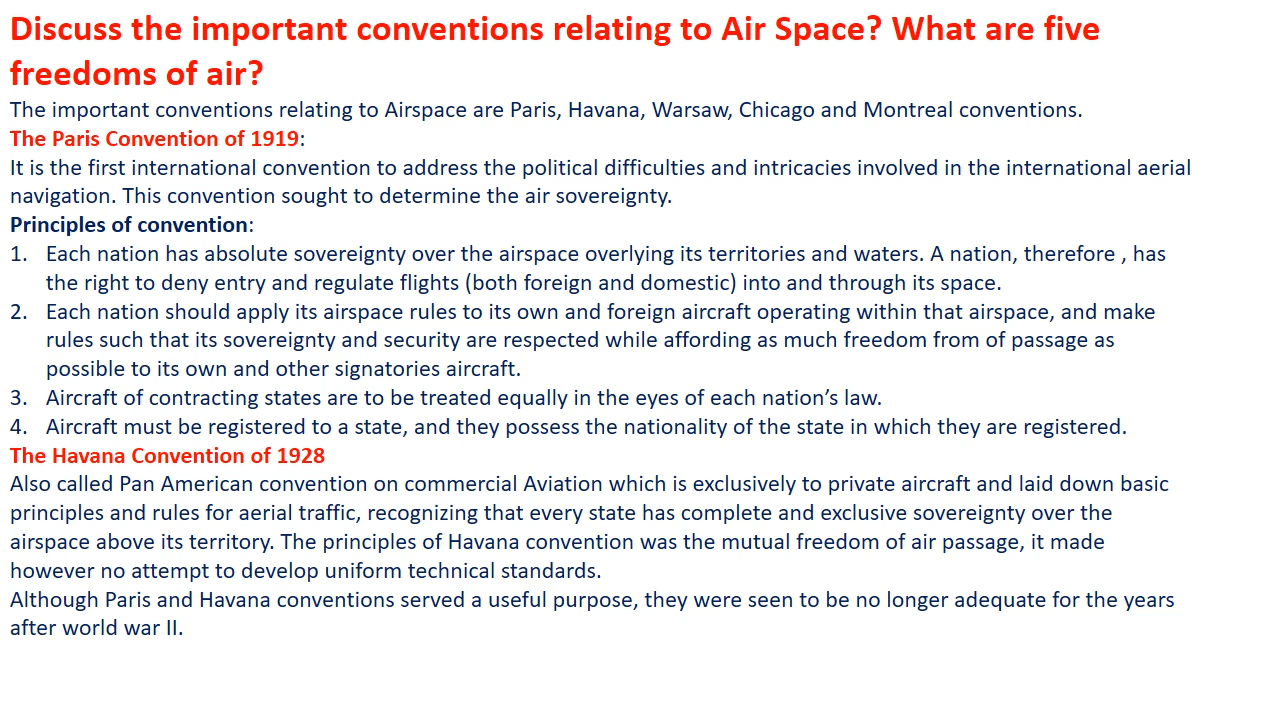 Discuss the important conventions relating to Air Space? What are five
freedoms of air?
The important conventions relating to Airspace are Paris, Havana, Warsaw, Chicago and Montreal conventions.
The Paris Convention of 1919:
It is the first international convention to address the political difficulties and intricacies involved in the international aerial
navigation. This convention sought to determine the air sovereignty.
Principles of convention:
1. Each nation has absolute sovereignty over the airspace overlying its territories and waters. A nation, therefore , has
the right to deny entry and regulate flights (both foreign and domestic) into and through its space.
2. Each nation should apply its airspace rules to its own and foreign aircraft operating within that airspace, and make
rules such that its sovereignty and security are respected while affording as much freedom from of passage as
possible to its own and other signatories aircraft.
3. Aircraft of contracting states are to be treated equally in the eyes of each nation’s law.
4. Aircraft must be registered to a state, and they possess the nationality of the state in which they are registered.
The Havana Convention of 1928
Also called Pan American convention on commercial Aviation which is exclusively to private aircraft and laid down basic
principles and rules for aerial traffic, recognizing that every state has complete and exclusive sovereignty over the
airspace above its territory. The principles of Havana convention was the mutual freedom of air passage, it made
however no attempt to develop uniform technical standards.
Although Paris and Havana conventions served a useful purpose, they were seen to be no longer adequate for the years
after world war II.